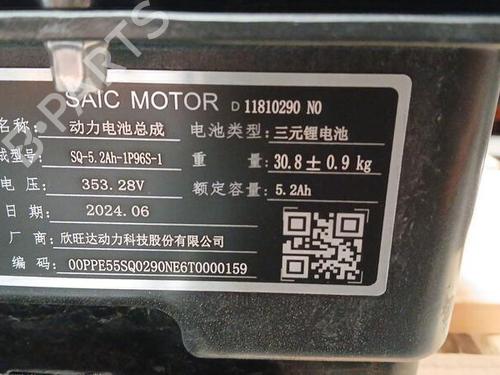 SAIC MOTOR D 11810290 N0
名称: 动力电池总成 电池类型: 三元锂电池
成型号: SQ-5.2Ah-1P96S-1 重 量: 30.8±0.9 kg
电 压: 353.28V 额定容量: 5.2Ah
日 期: 2024.06
厂 商: 欣旺达动力科技股份有限公司
编 码: 00PPE55SQ0290NE6T0000159
B-PARTS